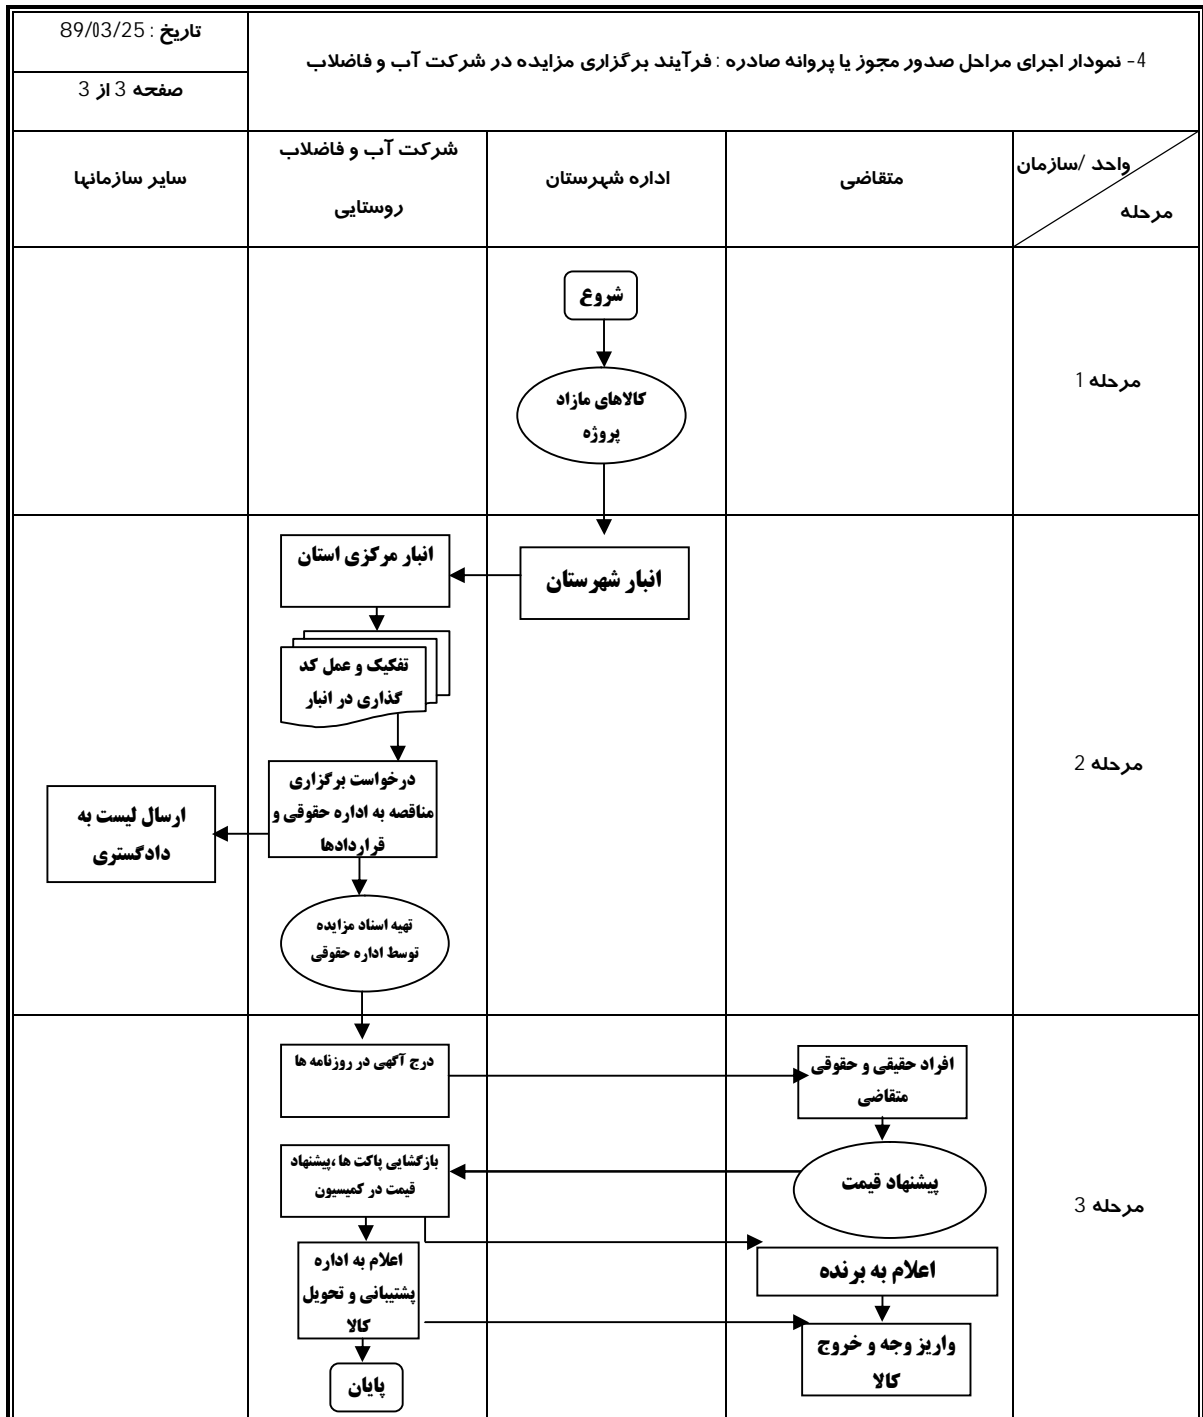 4- نمودار اجرای مراحل صدور مجوز یا پروانه صادره : فرآیند برگزاری مزایده در شرکت آب و فاضلاب
تاریخ : 89/03/25
صفحه 3 از 3
واحد /سازمان
مرحله
متقاضی
اداره شهرستان
شرکت آب و فاضلاب
روستایی
سایر سازمانها
مرحله 1
شروع
کالاهای مازاد
پروژه
مرحله 2
انبار شهرستان
انبار مرکزی استان
تفکیک و عمل کد
گذاری در انبار
درخواست برگزاری
مناقصه به اداره حقوقی و
قراردادها
ارسال لیست به
دادگستری
تهیه اسناد مزایده
توسط اداره حقوقی
مرحله 3
درج آگهی در روزنامه ها
افراد حقیقی و حقوقی
متقاضی
پیشنهاد قیمت
بازگشایی پاکت ها ،پیشنهاد
قیمت در کمیسیون
اعلام به برنده
اعلام به اداره
پشتیبانی و تحویل
کالا
واریز وجه و خروج
کالا
پایان